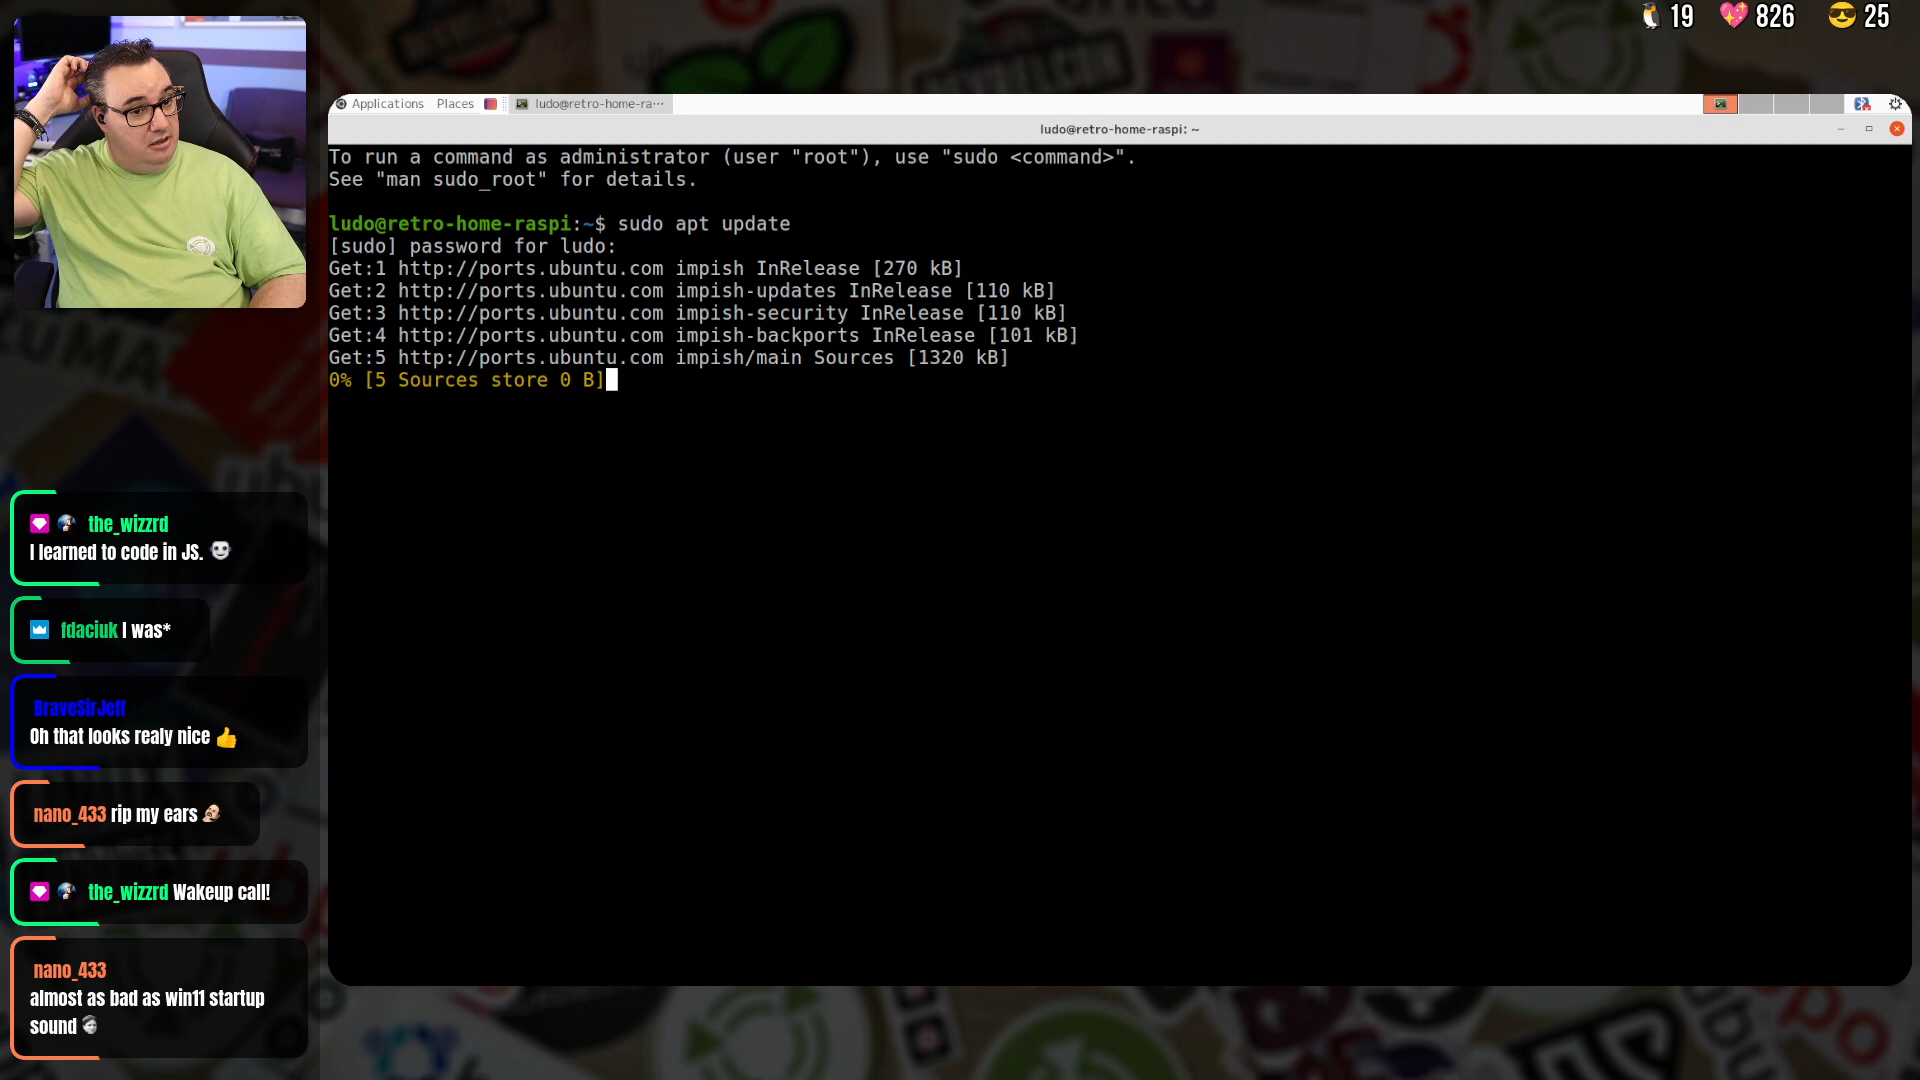 19
826
25
Applications Places ludo@retro-home-ra···
ludo@retro-home-raspi: ~
To run a command as administrator (user "root"), use "sudo <command>".
See "man sudo_root" for details.
ludo@retro-home-raspi:~$ sudo apt update
[sudo] password for ludo:
Get:1 http://ports.ubuntu.com impish InRelease [270 kB]
Get:2 http://ports.ubuntu.com impish-updates InRelease [110 kB]
Get:3 http://ports.ubuntu.com impish-security InRelease [110 kB]
Get:4 http://ports.ubuntu.com impish-backports InRelease [101 kB]
Get:5 http://ports.ubuntu.com impish/main Sources [1320 kB]
0% [5 Sources store 0 B]
the_wizzrd
I learned to code in JS.
fdaciuk I was*
BraveSirJeff
Oh that looks realy nice 👍
nano_433 rip my ears
the_wizzrd Wakeup call!
nano_433
almost as bad as win11 startup
sound